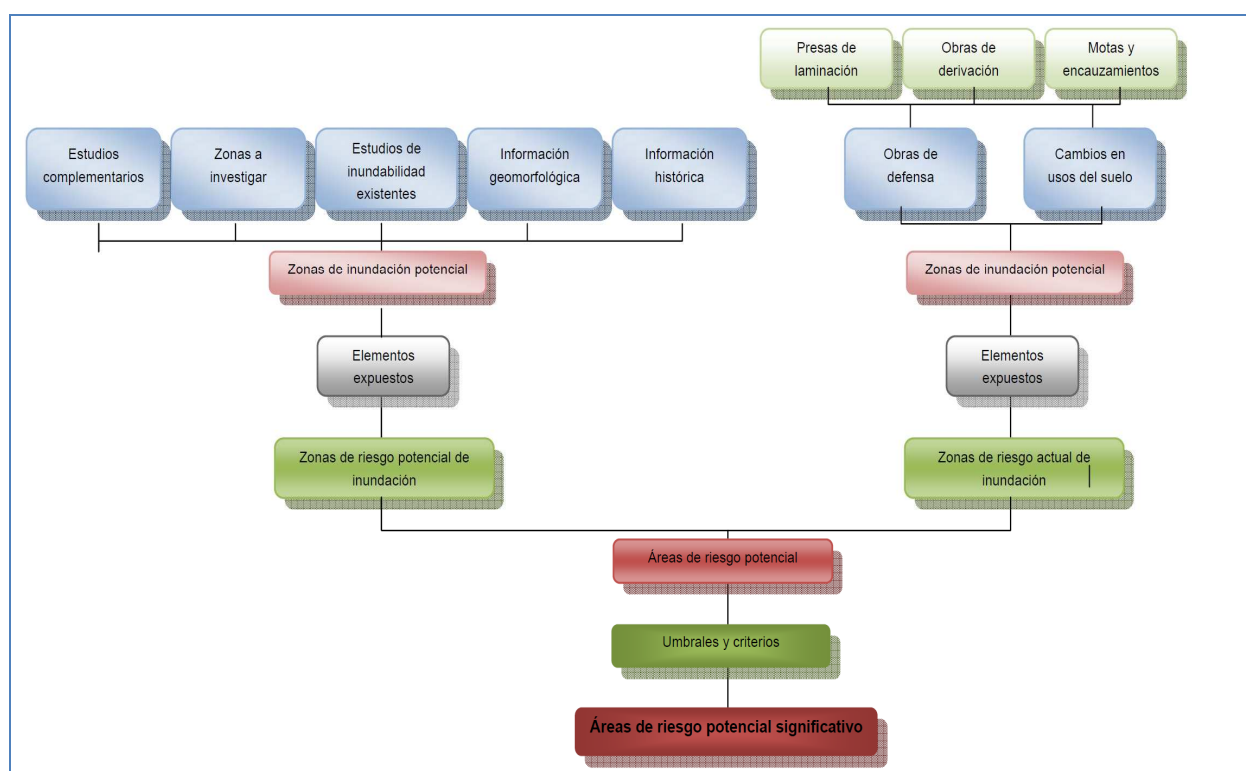 Presas de
laminación
Obras de
derivación
Motas y
encauzamientos
Estudios
complementarios
Zonas a
investigar
Estudios de
inundabilidad
existentes
Información
geomorfológica
Información
histórica
Obras de
defensa
Cambios en
usos del suelo
Zonas de inundación potencial
Zonas de inundación potencial
Elementos
expuestos
Elementos
expuestos
Zonas de riesgo potencial de
inundación
Zonas de riesgo actual de
inundación
Áreas de riesgo potencial
Umbrales y criterios
Áreas de riesgo potencial significativo